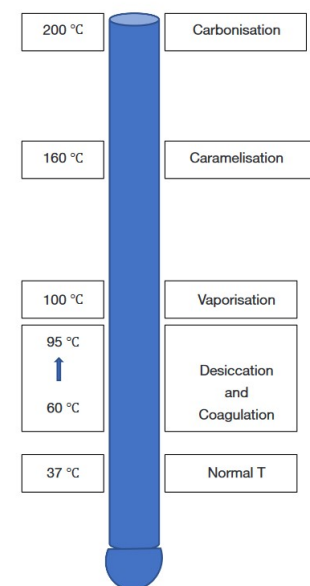 200 ℃ Carbonisation
160 ℃ Caramelisation
100 ℃ Vaporisation
95 ℃
Desiccation
and
60 ℃
Coagulation
37 ℃ Normal T